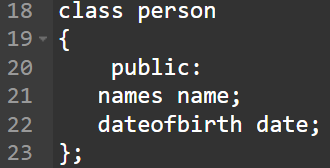 18 class person
19 {
20 public:
21 names name;
22 dateofbirth date;
23 };